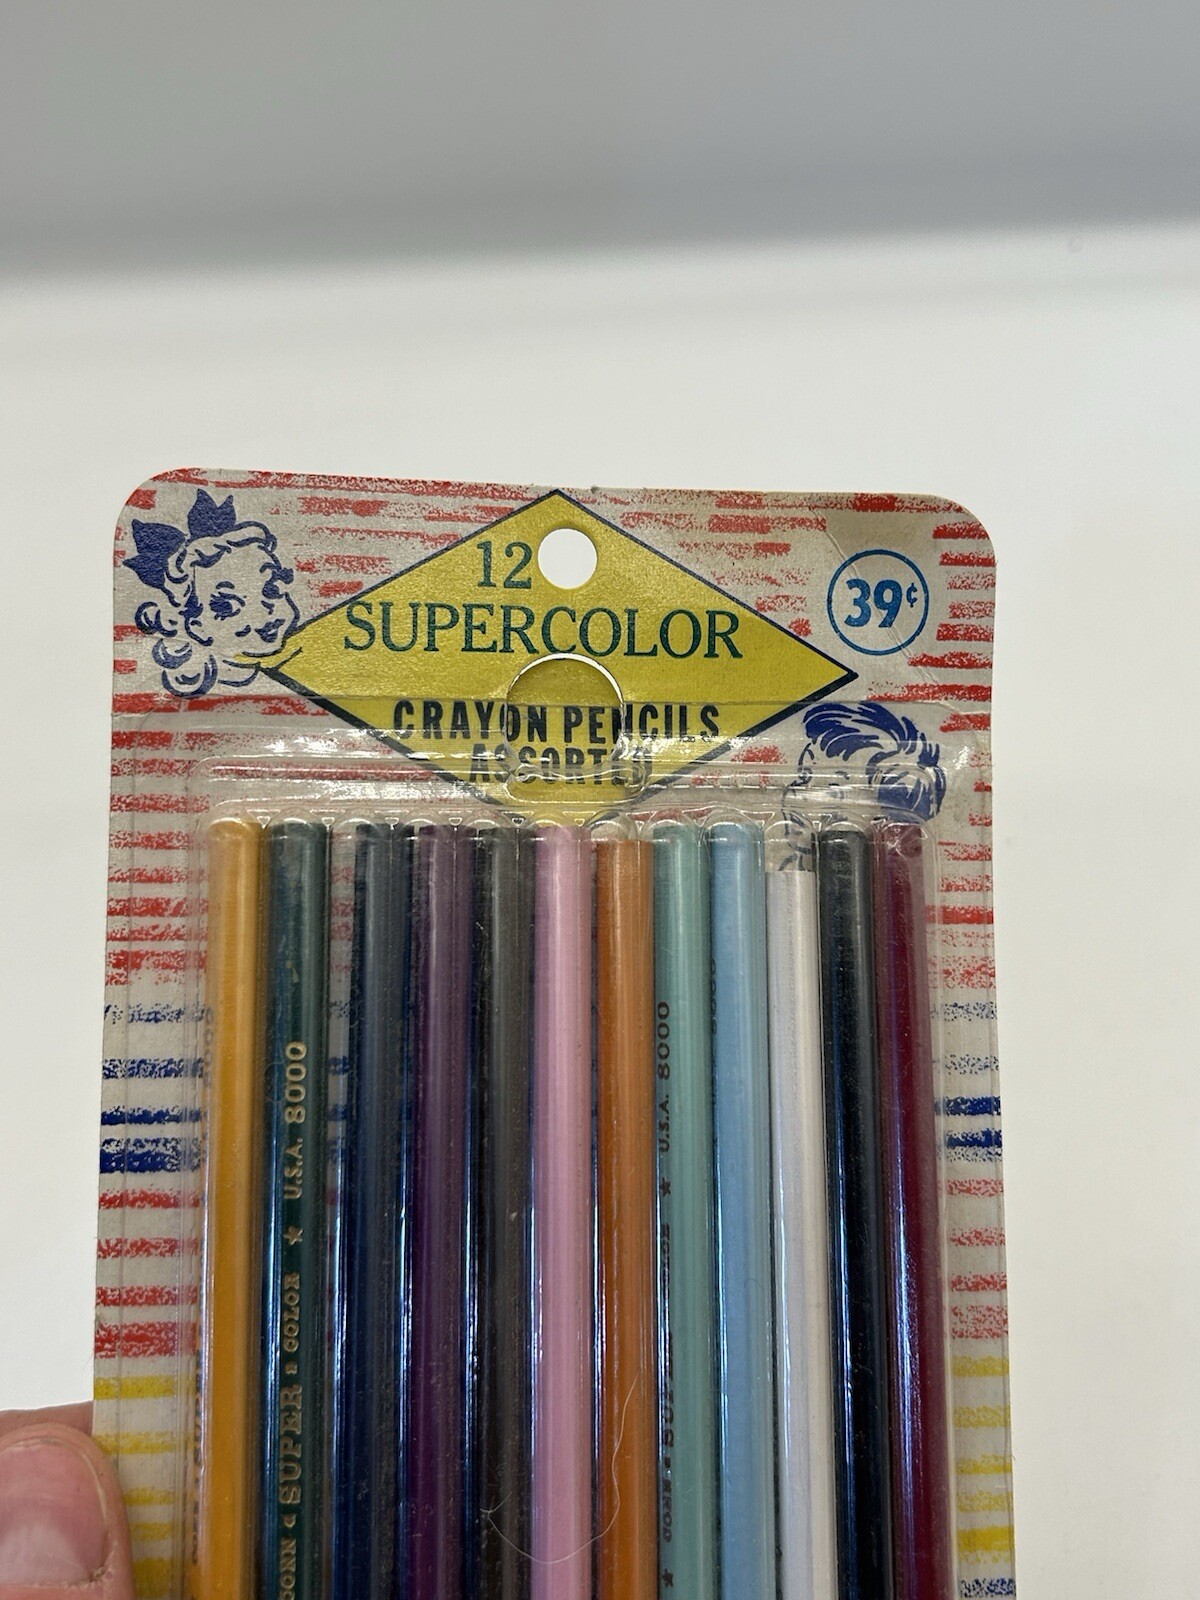 12
SUPERCOLOR
CRAYON PENCILS
ASSORTED
39¢
SUPER COLOR ★ U.S.A. 8000
★ U.S.A. 8000